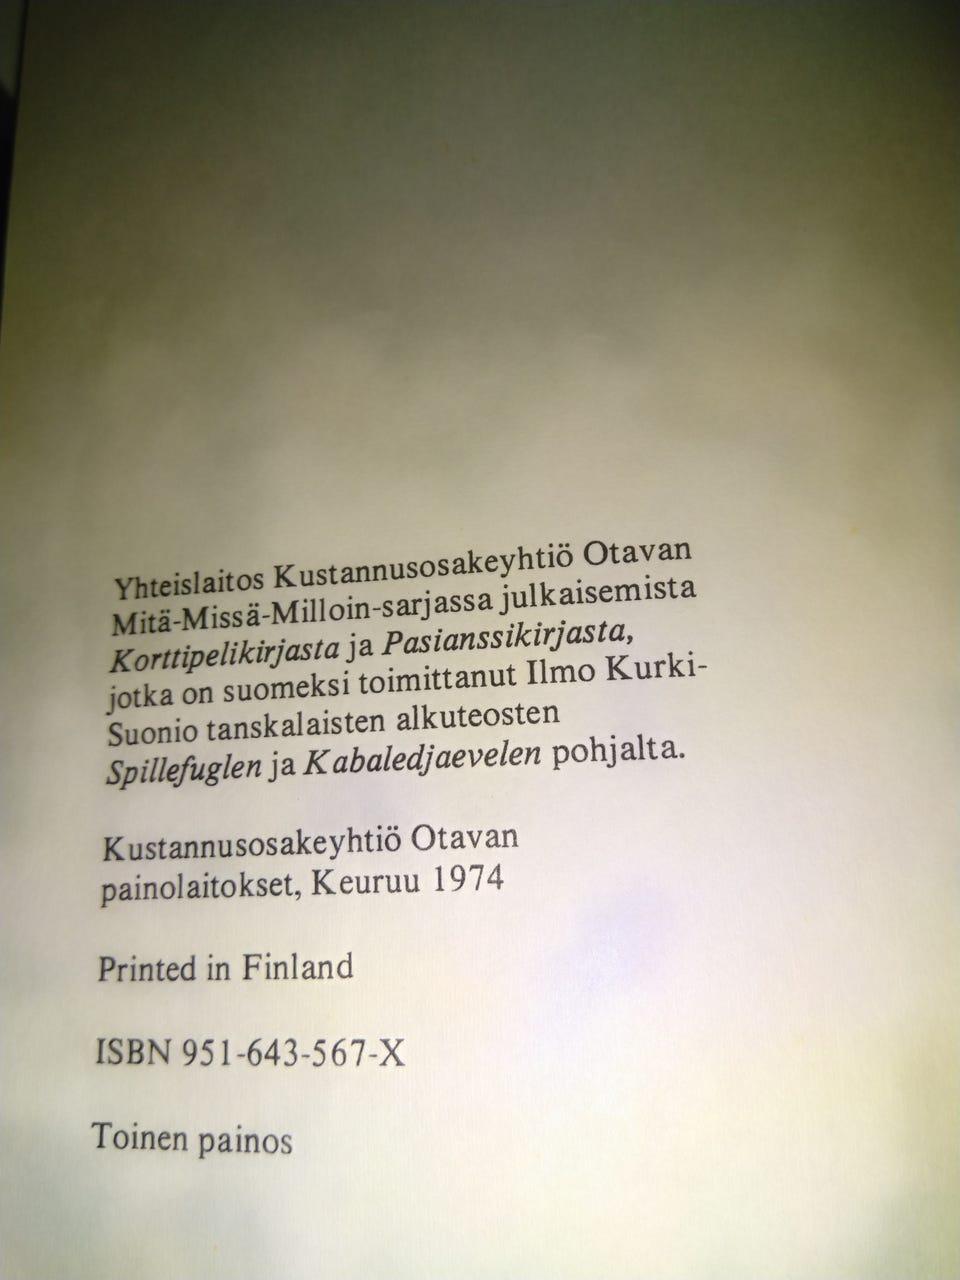 Yhteislaitos Kustannusosakeyhtiö Otavan
Mitä-Missä-Milloin-sarjassa julkaisemista
Korttipelikirjasta ja Pasianssikirjasta,
jotka on suomeksi toimittanut Ilmo Kurki-
Suonio tanskalaisten alkuteosten
Spillefuglen ja Kabaledjaevelen pohjalta.
Kustannusosakeyhtiö Otavan
painolaitokset, Keuruu 1974
Printed in Finland
ISBN 951-643-567-X
Toinen painos